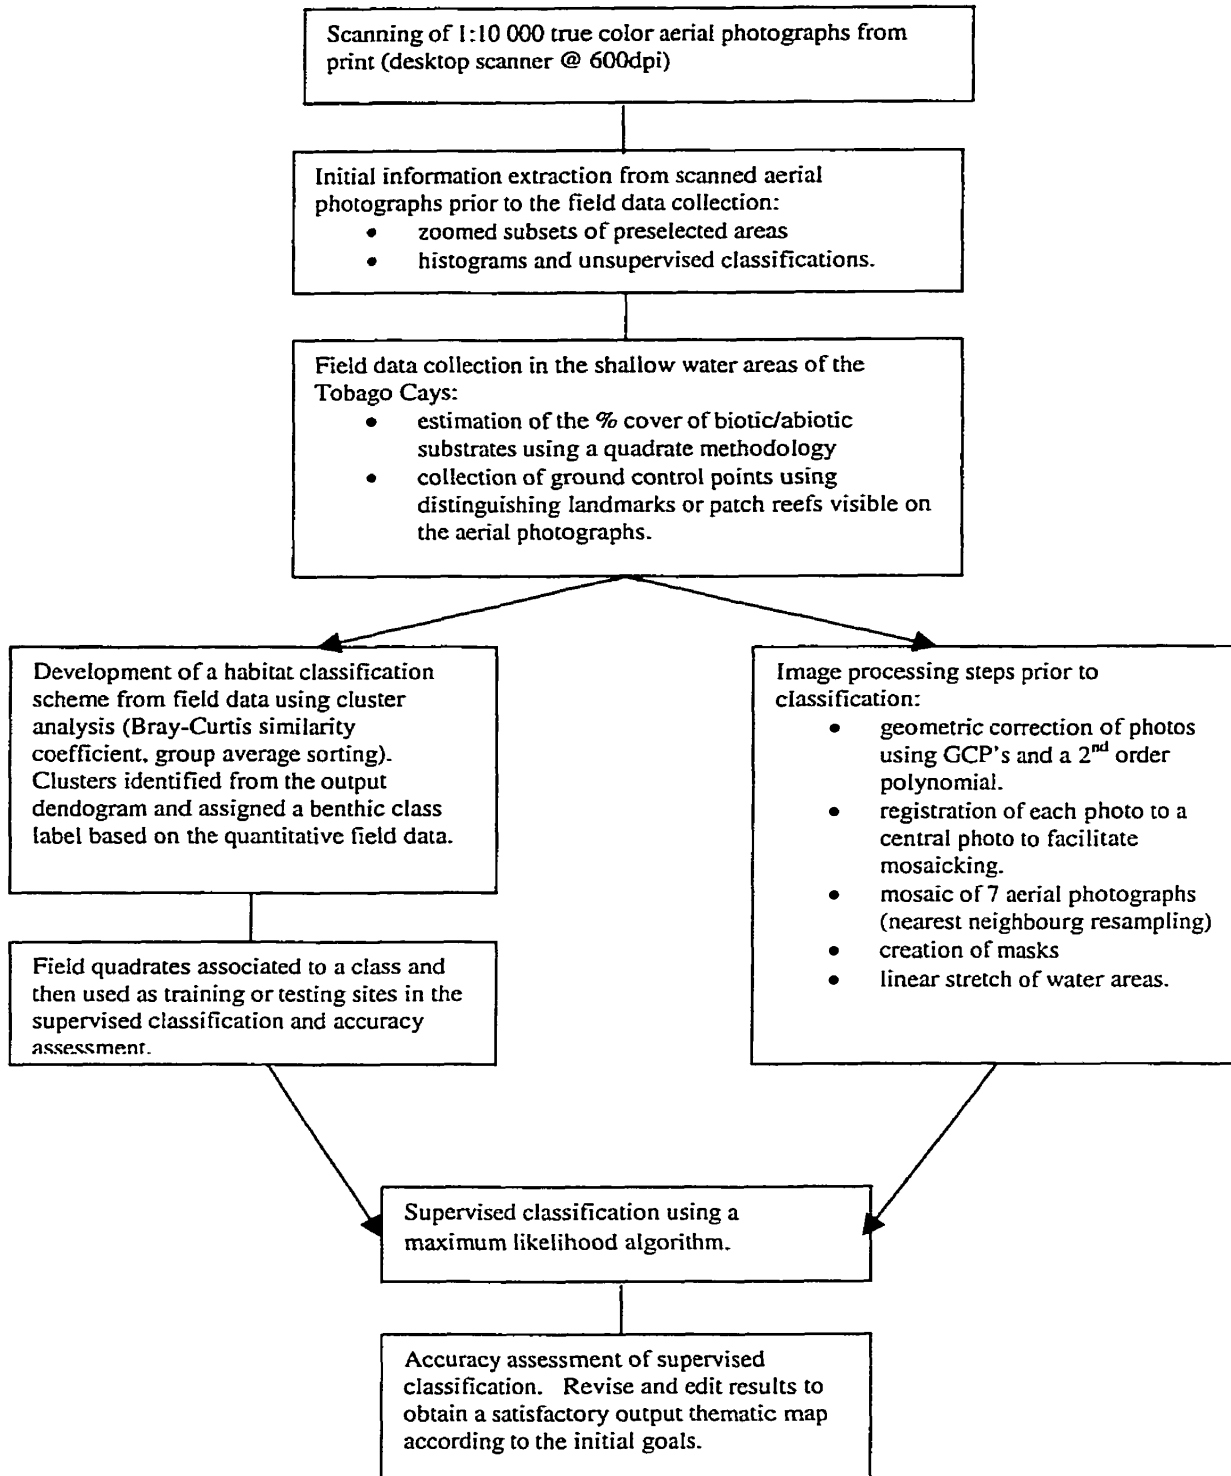 Scanning of 1:10 000 true color aerial photographs from
print (desktop scanner @ 600dpi)
Initial information extraction from scanned aerial
photographs prior to the field data collection:
• zoomed subsets of preselected areas
• histograms and unsupervised classifications.
Field data collection in the shallow water areas of the
Tobago Cays:
• estimation of the % cover of biotic/abiotic
substrates using a quadrate methodology
• collection of ground control points using
distinguishing landmarks or patch reefs visible on
the aerial photographs.
Development of a habitat classification
scheme from field data using cluster
analysis (Bray-Curtis similarity
coefficient, group average sorting).
Clusters identified from the output
dendogram and assigned a benthic class
label based on the quantitative field data.
Field quadrates associated to a class and
then used as training or testing sites in the
supervised classification and accuracy
assessment.
Image processing steps prior to
classification:
• geometric correction of photos
using GCP's and a 2nd order
polynomial.
• registration of each photo to a
central photo to facilitate
mosaicking.
• mosaic of 7 aerial photographs
(nearest neighbourg resampling)
• creation of masks
• linear stretch of water areas.
Supervised classification using a
maximum likelihood algorithm.
Accuracy assessment of supervised
classification. Revise and edit results to
obtain a satisfactory output thematic map
according to the initial goals.